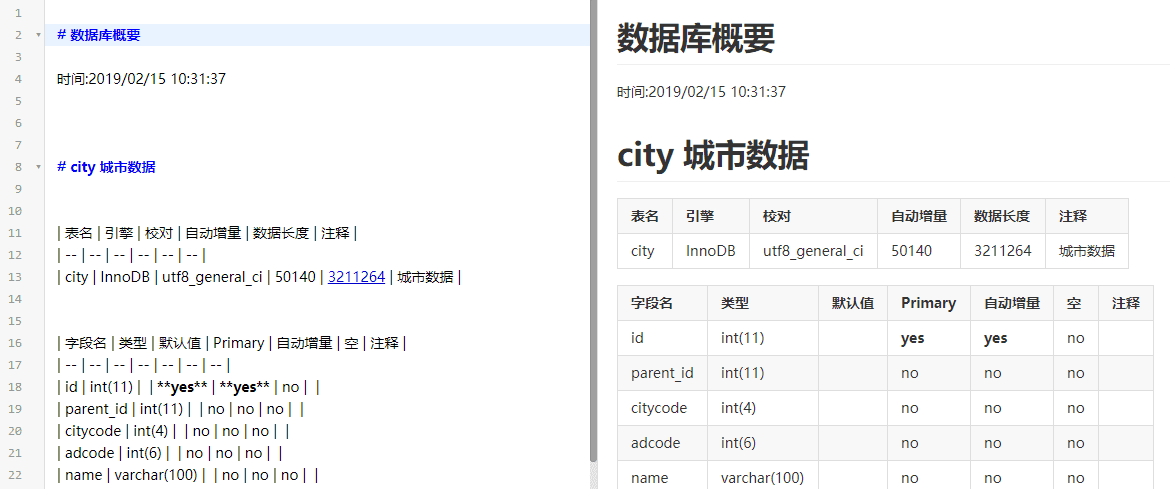 1
2 # 数据库概要
3
4 时间:2019/02/15 10:31:37
5
6
7
8 # city 城市数据
9
10
11 | 表名 | 引擎 | 校对 | 自动增量 | 数据长度 | 注释 |
12 | -- | -- | -- | -- | -- | -- |
13 | city | InnoDB | utf8_general_ci | 50140 | 3211264 | 城市数据 |
14
15
16 | 字段名 | 类型 | 默认值 | Primary | 自动增量 | 空 | 注释 |
17 | -- | -- | -- | -- | -- | -- | -- |
18 | id | int(11) | | **yes** | **yes** | no | |
19 | parent_id | int(11) | | no | no | no | |
20 | citycode | int(4) | | no | no | no | |
21 | adcode | int(6) | | no | no | no | |
22 | name | varchar(100) | | no | no | no | |
数据库概要
时间:2019/02/15 10:31:37
city 城市数据
表名 引擎 校对 自动增量 数据长度 注释
city InnoDB utf8_general_ci 50140 3211264 城市数据
字段名 类型 默认值 Primary 自动增量 空 注释
id int(11) yes yes no
parent_id int(11) no no no
citycode int(4) no no no
adcode int(6) no no no
name varchar(100) no no no